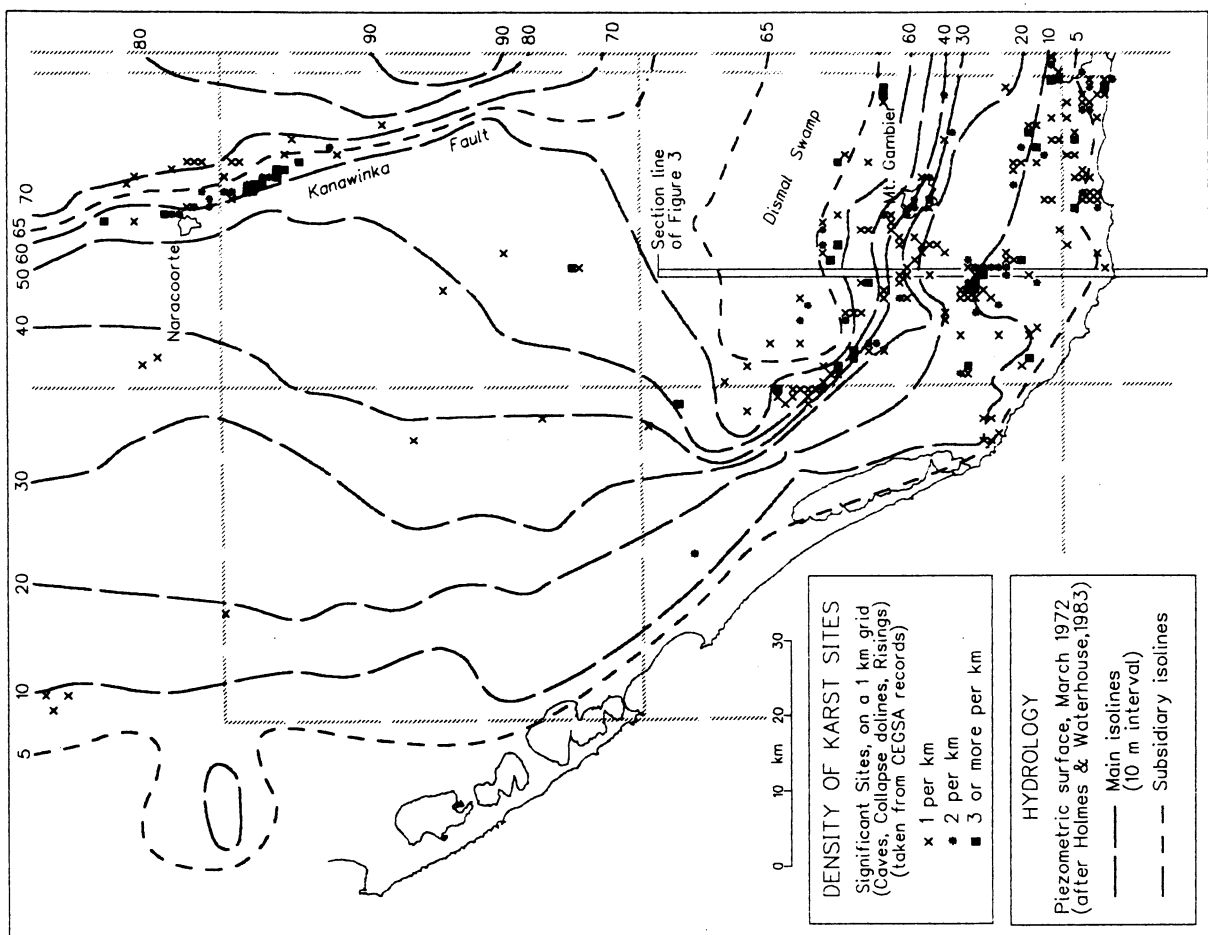 5
10
20
30
40
50
60
65
70
80
90
90
80
70
65
60
40
30
20
10
5
Naracoorte
Kanawinka
Fault
Dismal Swamp
Mt. Gambier
Section line
of Figure 3
DENSITY OF KARST SITES
Significant Sites, on a 1 km grid
(Caves, Collapse dolines, Risings)
(taken from CEGSA records)
× 1 per km
• 2 per km
■ 3 or more per km
0 km 10 20 30
HYDROLOGY
Piezometric surface, March 1972
(after Holmes & Waterhouse,1983)
Main isolines
(10 m interval)
Subsidiary isolines